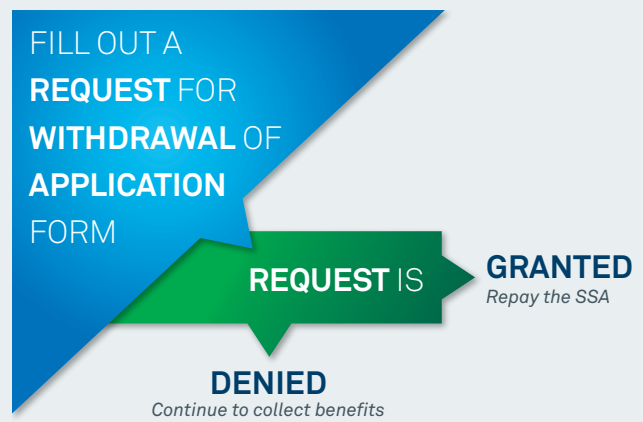 FILL OUT A
REQUEST FOR
WITHDRAWAL OF
APPLICATION
FORM
REQUEST IS
GRANTED
Repay the SSA
DENIED
Continue to collect benefits